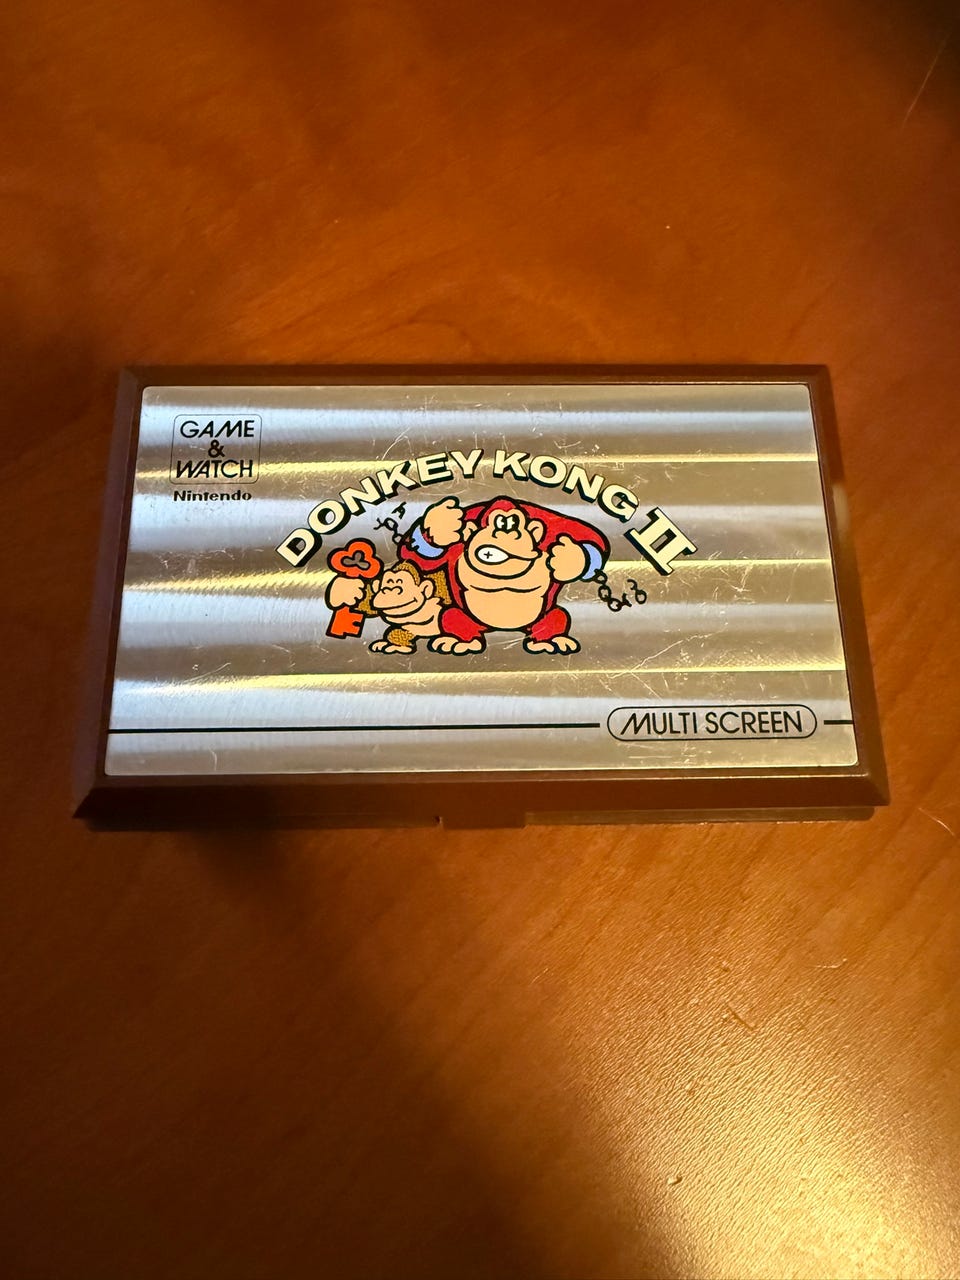 GAME
&
WATCH
Nintendo
DONKEY KONG II
MULTI SCREEN